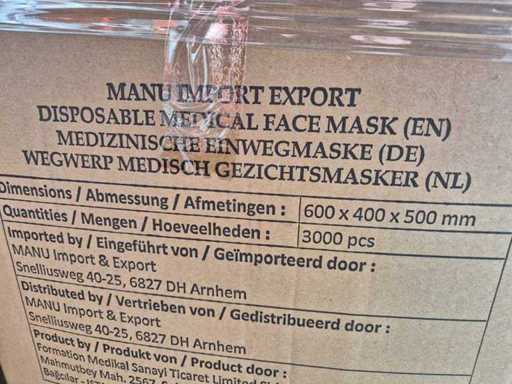 MANU IMPORT EXPORT
DISPOSABLE MEDICAL FACE MASK (EN)
MEDIZINISCHE EINWEGMASKE (DE)
WEGWERP MEDISCH GEZICHTSMASKER (NL)
Dimensions / Abmessung / Afmetingen : 600 x 400 x 500 mm
Quantities / Mengen / Hoeveelheden : 3000 pcs
Imported by / Eingeführt von / Geïmporteerd door :
MANU Import & Export
Snelliusweg 40-25, 6827 DH Arnhem
Distributed by / Vertrieben von / Gedistribueerd door :
MANU Import & Export
Snelliusweg 40-25, 6827 DH Arnhem
Product by / Produkt von / Product door :
Formation Medikal Sanayi Ticaret Limited
Mahmutbey Mah. 2567.
Bağcılar